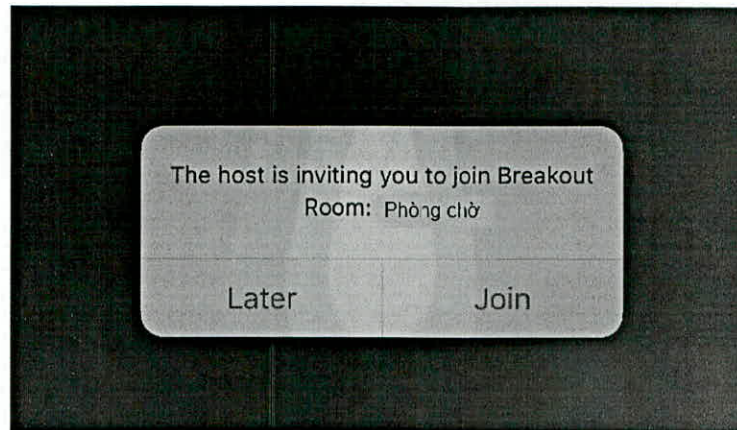 The host is inviting you to join Breakout
Room: Phòng chờ
Later
Join